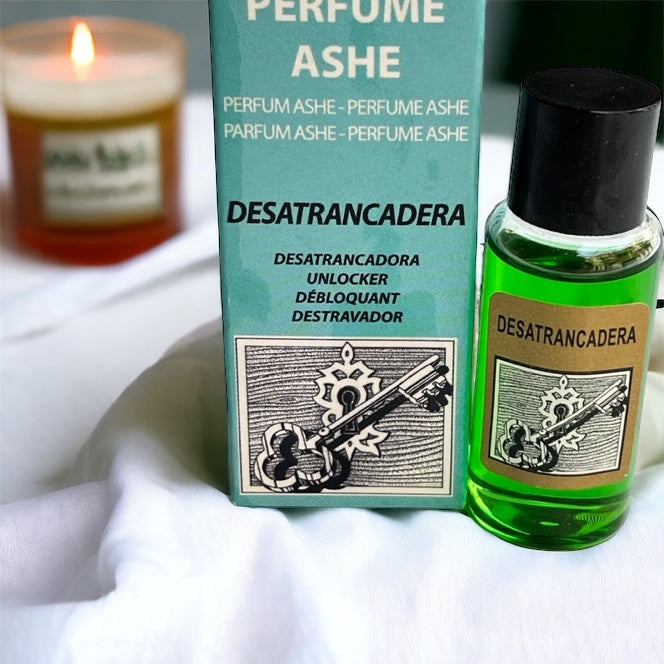 PERFUME
ASHE
PERFUM ASHE - PERFUME ASHE
PARFUM ASHE - PERFUME ASHE
DESATRANCADERA
DESATRANCADORA
UNLOCKER
DÉBLOQUANT
DESTRAVADOR
DESATRANCADERA